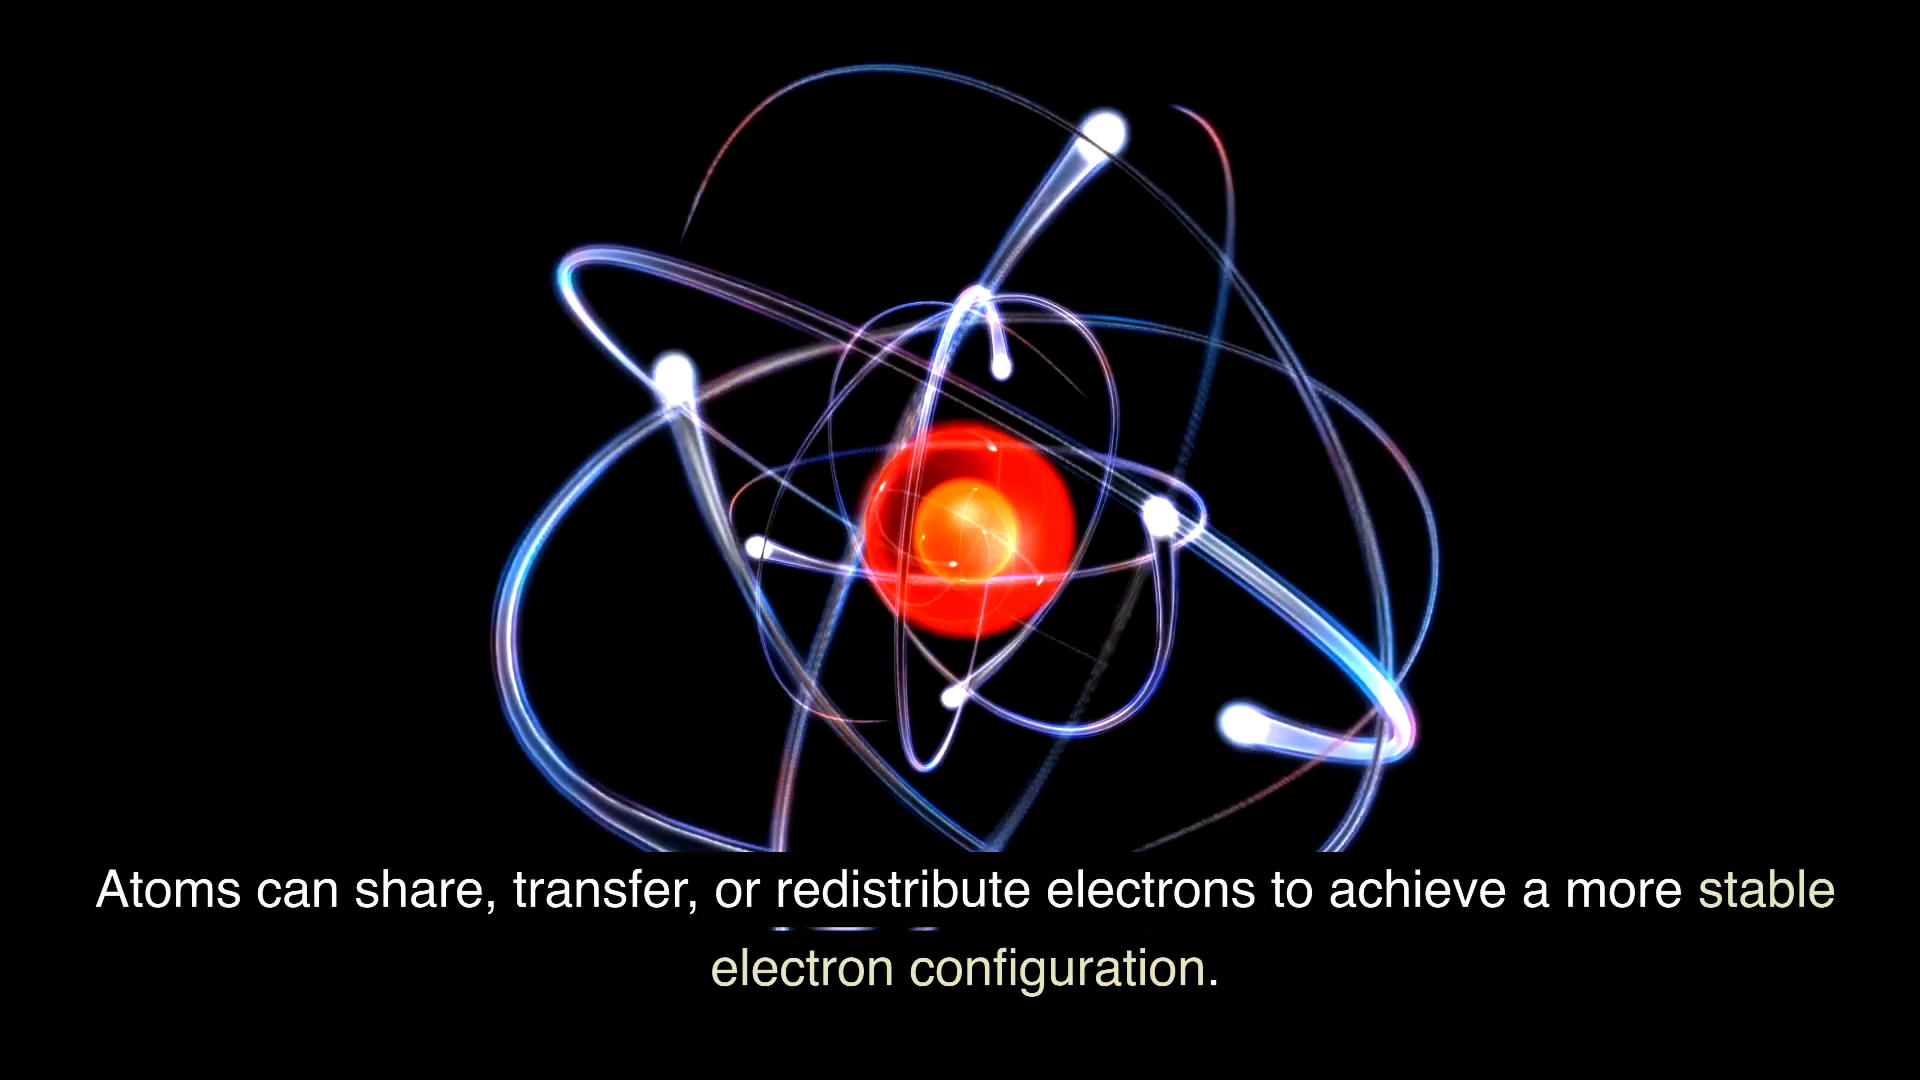 Atoms can share, transfer, or redistribute electrons to achieve a more stable
electron configuration.